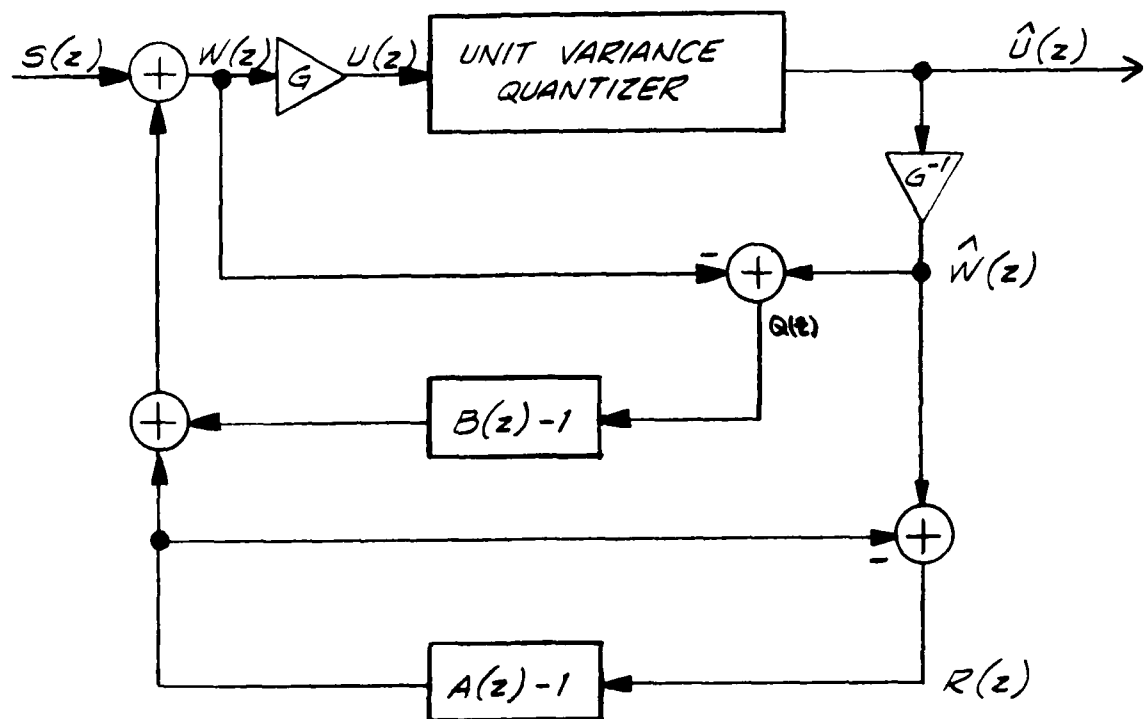 S(z)
+
W(z)
G
U(z)
UNIT VARIANCE
QUANTIZER
Û(z)
G⁻¹
-
+
Ŵ(z)
Q(z)
+
B(z)-1
-
+
A(z)-1
R(z)